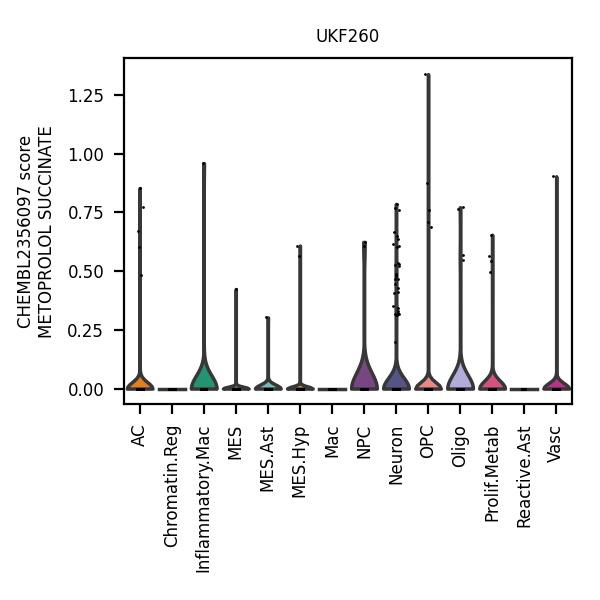 UKF260
CHEMBL2356097 score
METOPROLOL SUCCINATE
1.25
1.00
0.75
0.50
0.25
0.00
AC
Chromatin.Reg
Inflammatory.Mac
MES
MES.Ast
MES.Hyp
Mac
NPC
Neuron
OPC
Oligo
Prolif.Metab
Reactive.Ast
Vasc